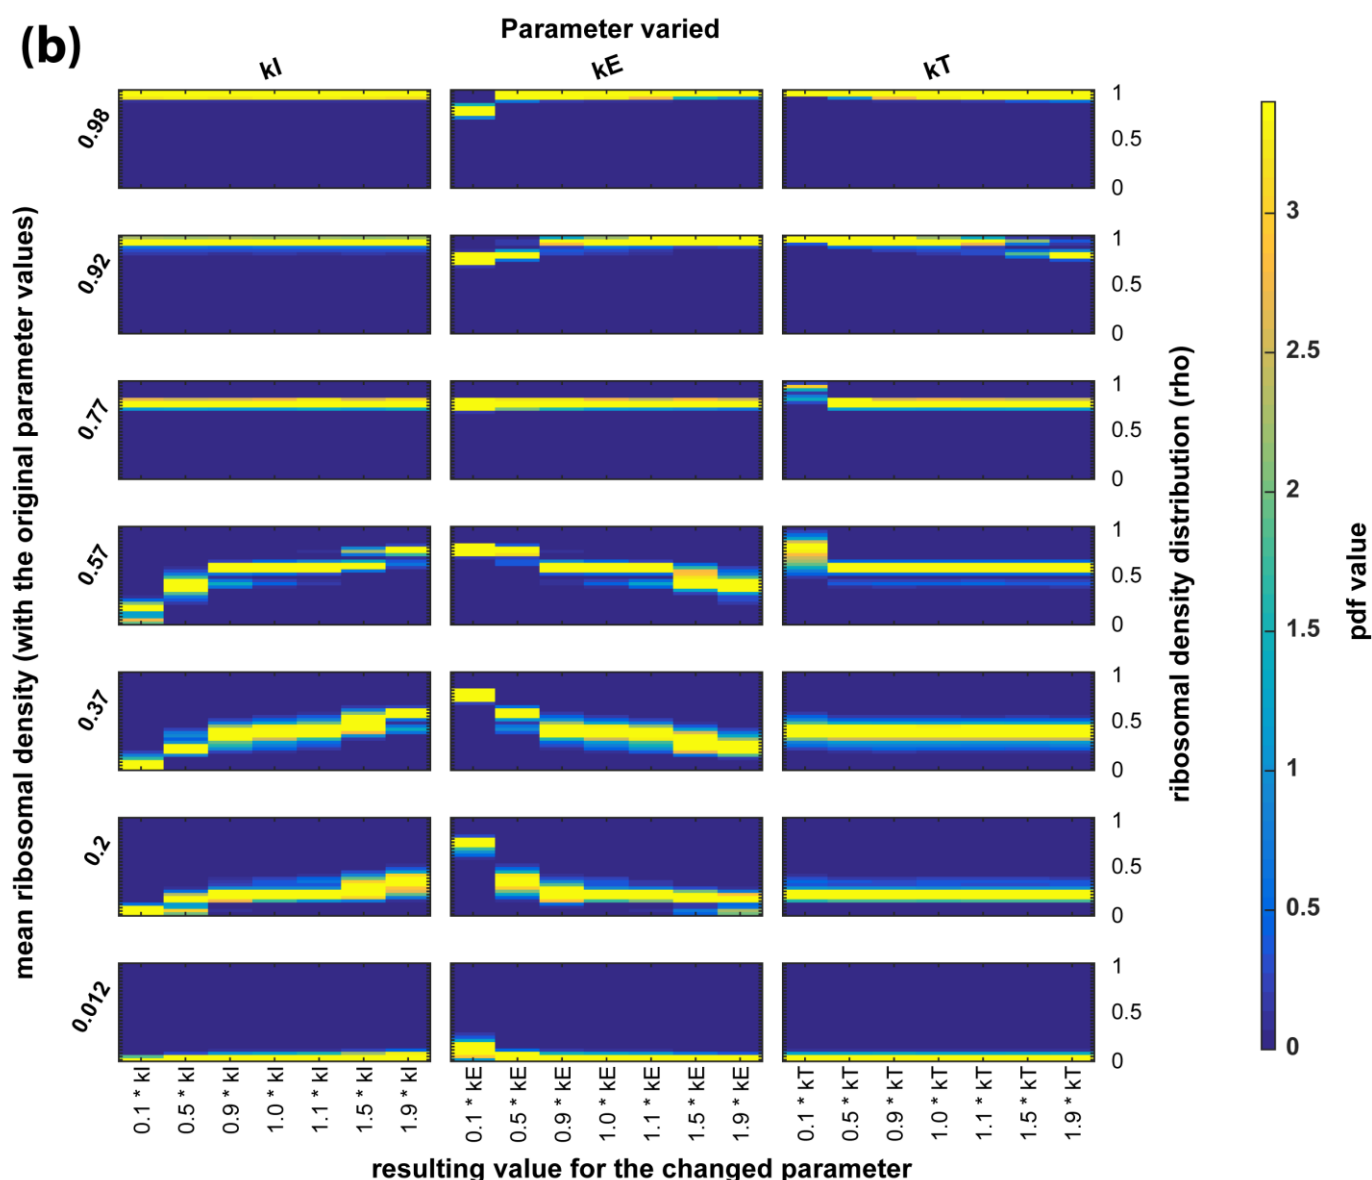 (b)
Parameter varied
kI
kE
kT
mean ribosomal density (with the original parameter values)
0.98
0.92
0.77
0.57
0.37
0.2
0.012
1
0.5
0
1
0.5
0
1
0.5
0
1
0.5
0
1
0.5
0
1
0.5
0
1
0.5
0
ribosomal density distribution (rho)
3
2.5
2
1.5
1
0.5
0
pdf value
0.1 * kI
0.5 * kI
0.9 * kI
1.0 * kI
1.1 * kI
1.5 * kI
1.9 * kI
0.1 * kE
0.5 * kE
0.9 * kE
1.0 * kE
1.1 * kE
1.5 * kE
1.9 * kE
0.1 * kT
0.5 * kT
0.9 * kT
1.0 * kT
1.1 * kT
1.5 * kT
1.9 * kT
resulting value for the changed parameter